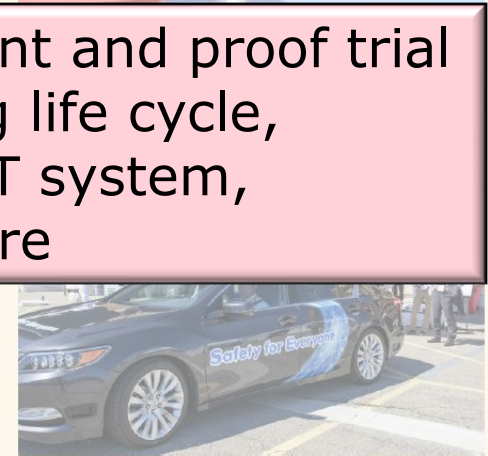 nt and proof trial
life cycle,
T system,
re
Safety for Everyone